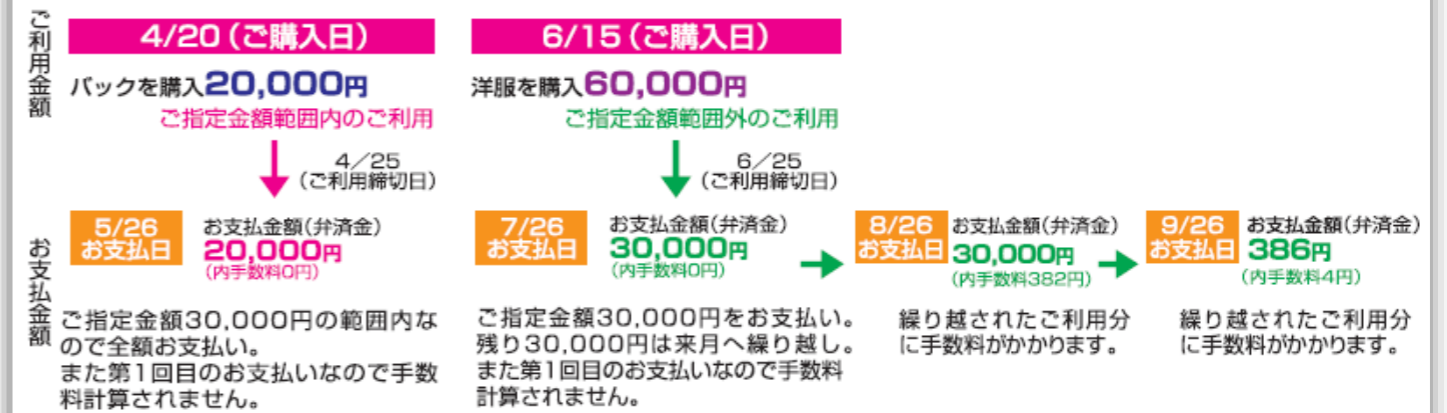 ご利用金額
4/20(ご購入日)
バックを購入20,000円
ご指定金額範囲内のご利用
4/25
(ご利用締切日)
6/15(ご購入日)
洋服を購入60,000円
ご指定金額範囲外のご利用
6/25
(ご利用締切日)
お支払金額
5/26
お支払日
お支払金額(弁済金)
20,000円
(内手数料0円)
ご指定金額30,000円の範囲内な
ので全額お支払い。
また第1回目のお支払いなので手数
料計算されません。
7/26
お支払日
お支払金額(弁済金)
30,000円
(内手数料0円)
ご指定金額30,000円をお支払い。
残り30,000円は来月へ繰り越し。
また第1回目のお支払いなので手数料
計算されません。
8/26
お支払日
お支払金額(弁済金)
30,000円
(内手数料382円)
繰り越されたご利用分
に手数料がかかります。
9/26
お支払日
お支払金額(弁済金)
386円
(内手数料4円)
繰り越されたご利用分
に手数料がかかります。